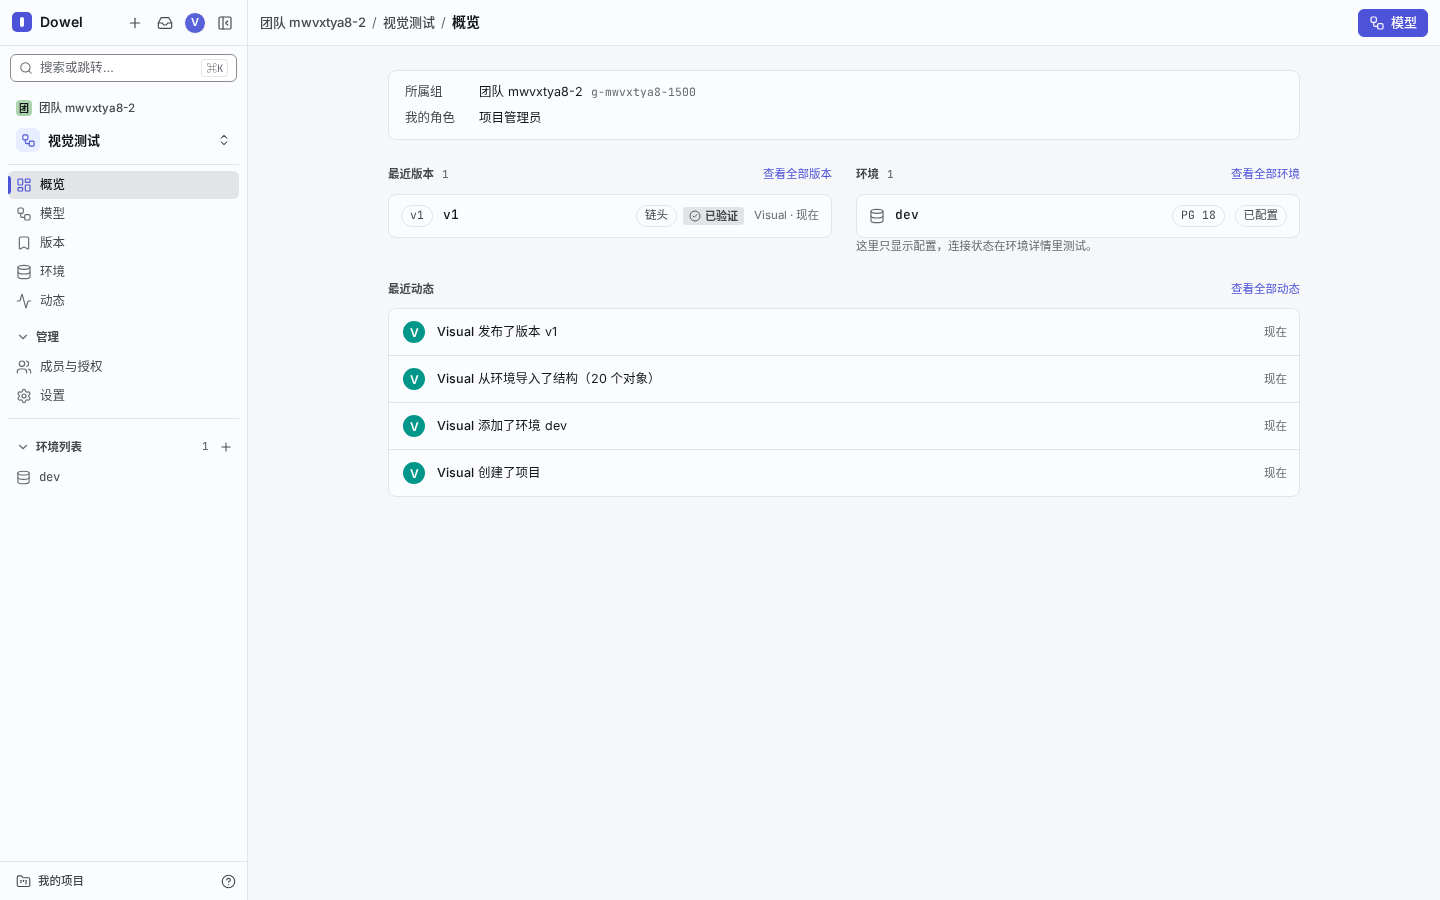 Dowel
V
搜索或跳转...
⌘K
团 团队 mwvxtya8-2
视觉测试
概览
模型
版本
环境
动态
管理
成员与授权
设置
环境列表 1
dev
我的项目
团队 mwvxtya8-2 / 视觉测试 / 概览
模型
所属组 团队 mwvxtya8-2 g-mwvxtya8-1500
我的角色 项目管理员
最近版本 1 查看全部版本
v1 v1 链头 已验证 Visual · 现在
环境 1 查看全部环境
dev PG 18 已配置
这里只显示配置，连接状态在环境详情里测试。
最近动态 查看全部动态
V Visual 发布了版本 v1 现在
V Visual 从环境导入了结构（20 个对象） 现在
V Visual 添加了环境 dev 现在
V Visual 创建了项目 现在